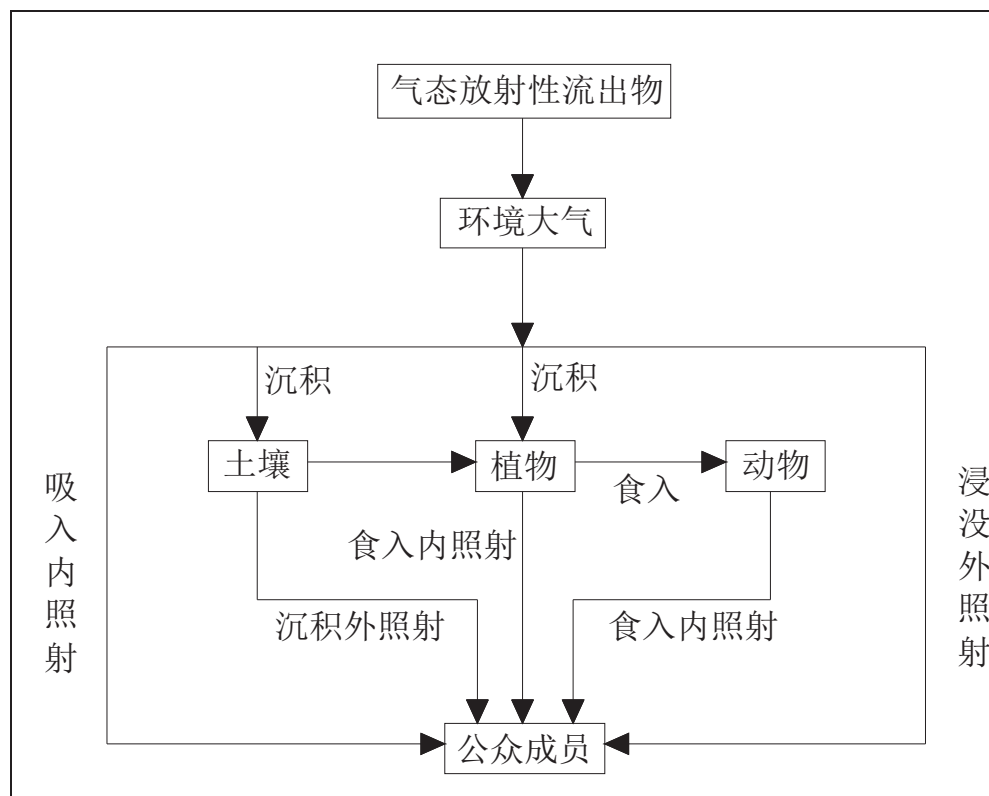 气态放射性流出物
环境大气
沉积
沉积
土壤
植物
动物
食入
吸入内照射
浸没外照射
食入内照射
沉积外照射
食入内照射
公众成员